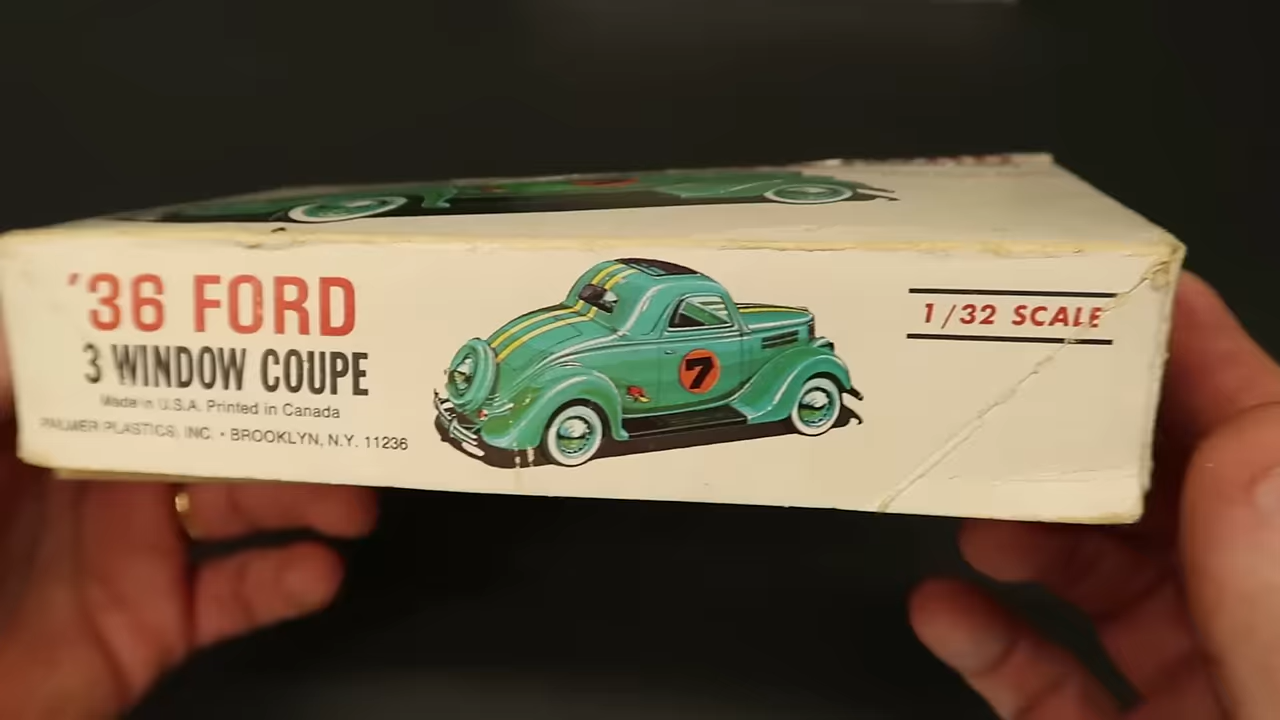 '36 FORD
3 WINDOW COUPE
Made in U.S.A. Printed in Canada
PALMER PLASTICS, INC. • BROOKLYN, N.Y. 11236
7
1/32 SCALE